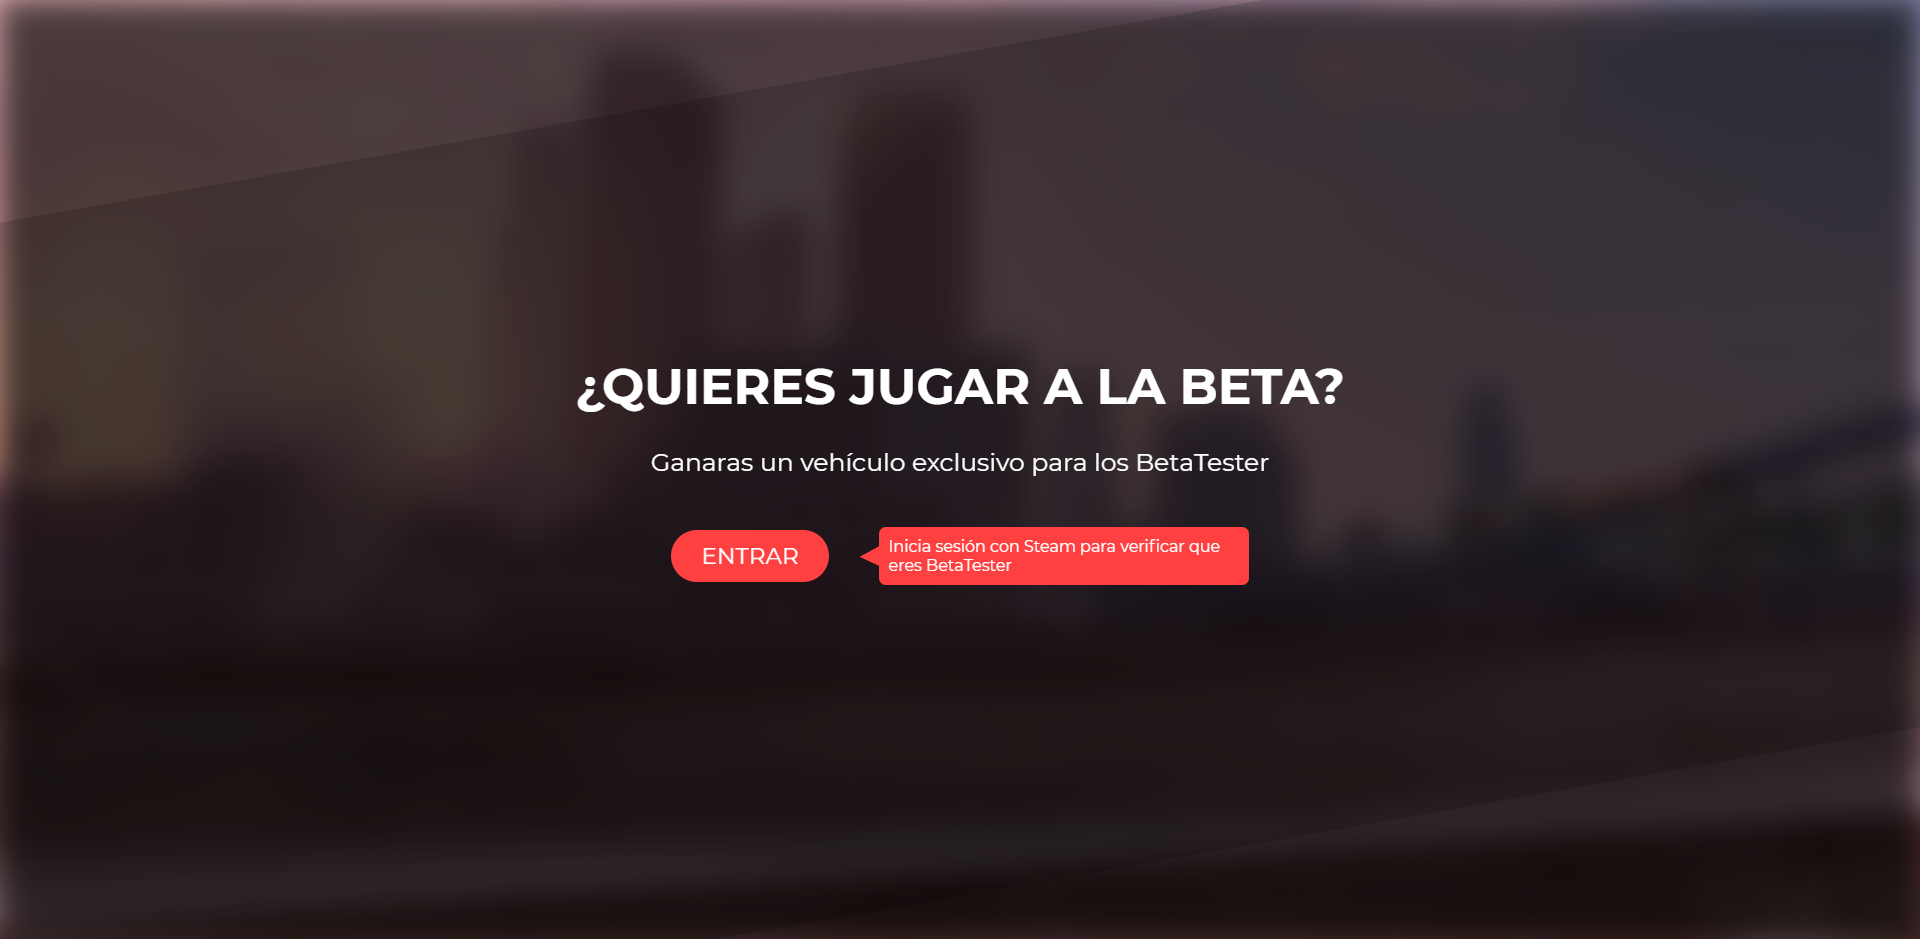 ¿QUIERES JUGAR A LA BETA?
Ganaras un vehículo exclusivo para los BetaTester
ENTRAR
Inicia sesión con Steam para verificar que
eres BetaTester